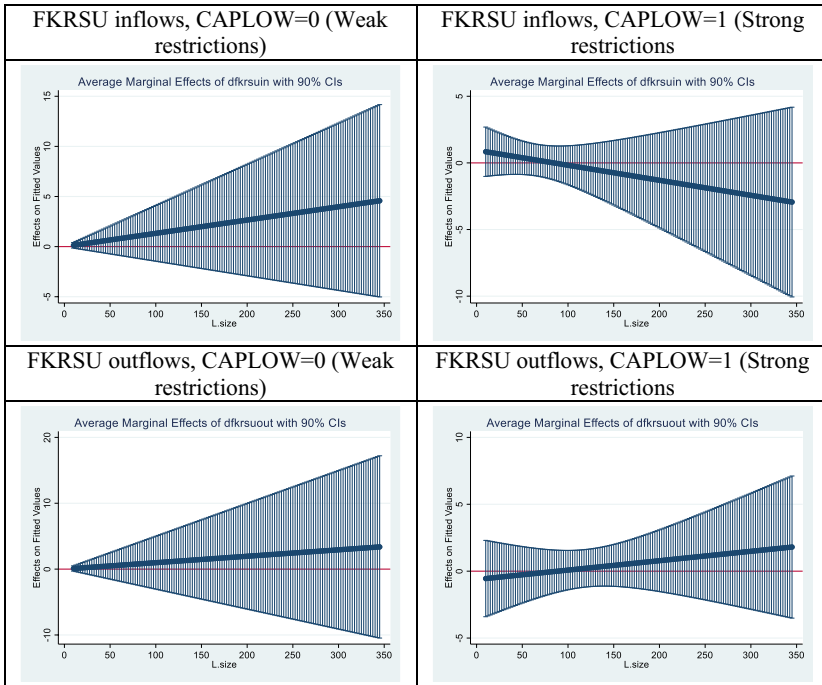 FKRSU inflows, CAPLOW=0 (Weak
restrictions)
FKRSU inflows, CAPLOW=1 (Strong
restrictions
Average Marginal Effects of dfkrsuin with 90% CIs
Effects on Fitted Values
15
10
5
0
-5
0 50 100 150 200 250 300 350
L.size
Average Marginal Effects of dfkrsuin with 90% CIs
Effects on Fitted Values
5
0
-5
-10
0 50 100 150 200 250 300 350
L.size
FKRSU outflows, CAPLOW=0 (Weak
restrictions)
FKRSU outflows, CAPLOW=1 (Strong
restrictions
Average Marginal Effects of dfkrsuout with 90% CIs
Effects on Fitted Values
20
10
0
-10
0 50 100 150 200 250 300 350
L.size
Average Marginal Effects of dfkrsuout with 90% CIs
Effects on Fitted Values
10
5
0
-5
0 50 100 150 200 250 300 350
L.size